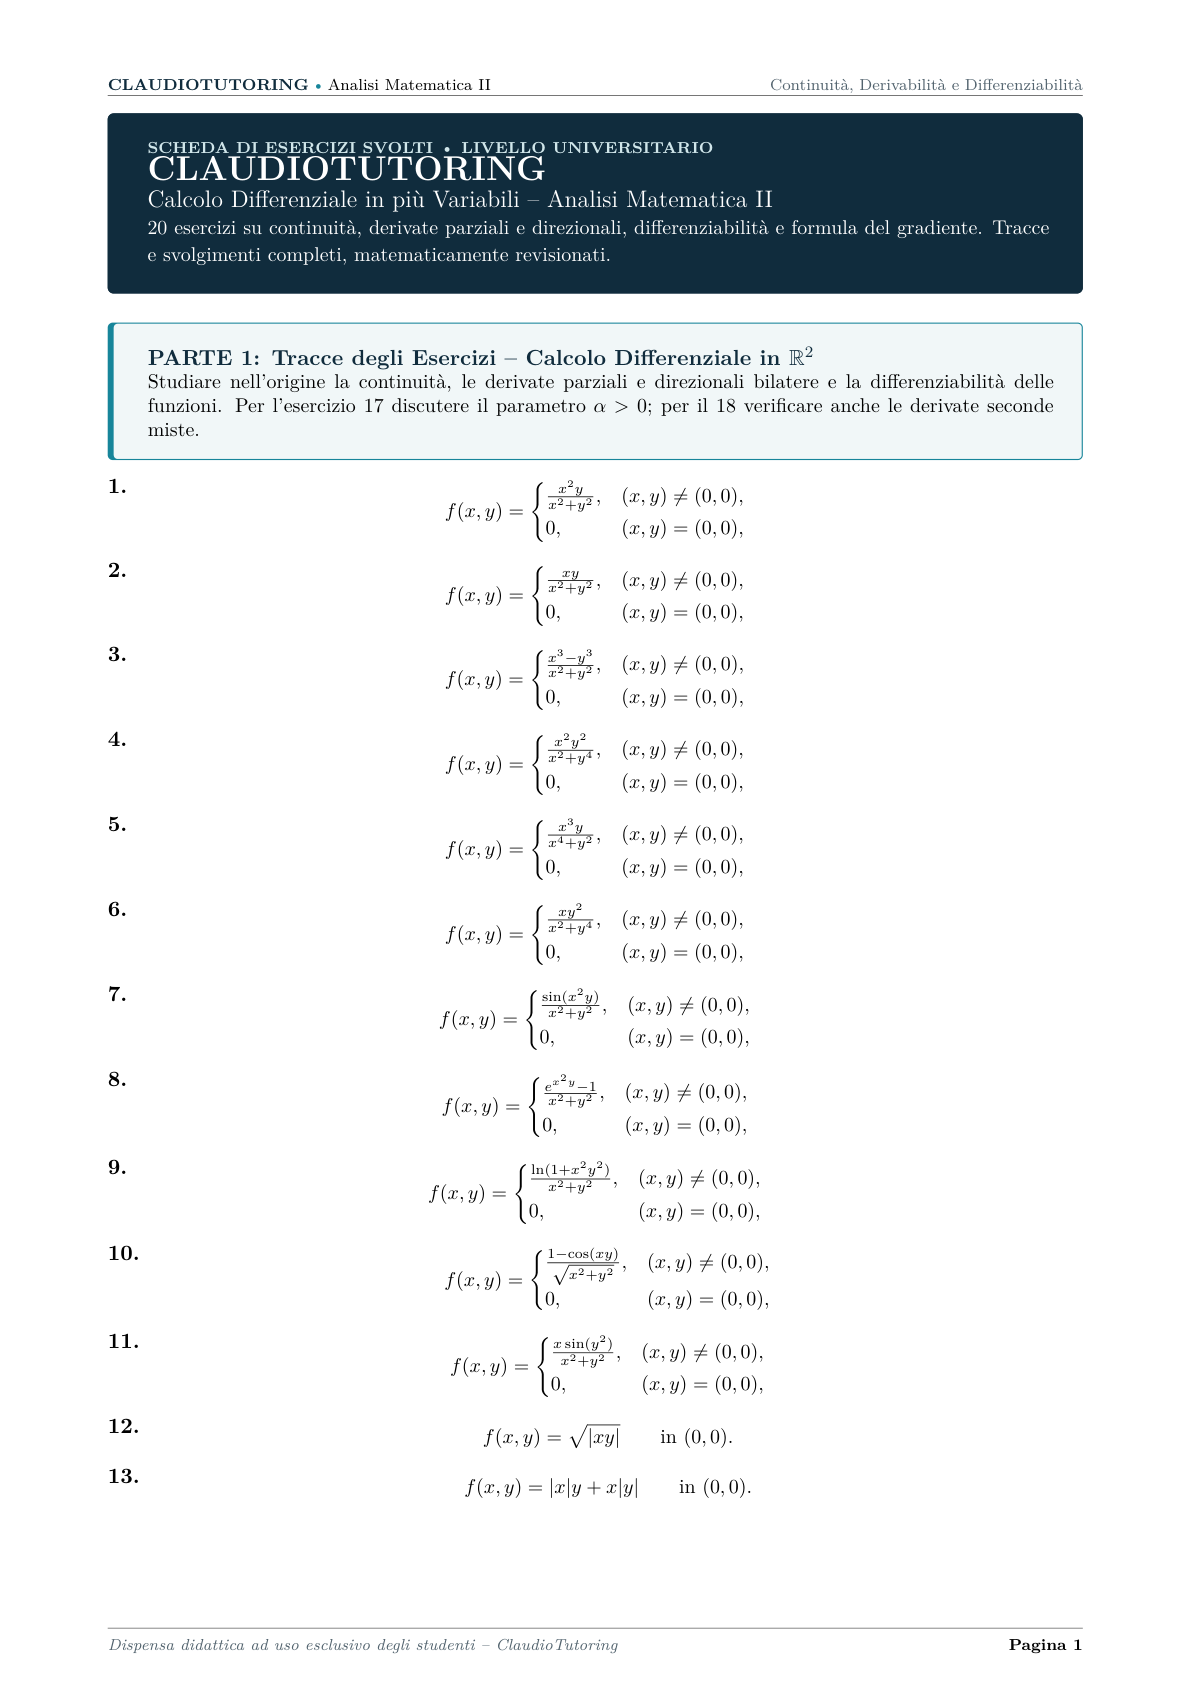 CLAUDIOTUTORING • Analisi Matematica II Continuità, Derivabilità e Differenziabilità
SCHEDA DI ESERCIZI SVOLTI • LIVELLO UNIVERSITARIO
CLAUDIOTUTORING
Calcolo Differenziale in più Variabili – Analisi Matematica II
20 esercizi su continuità, derivate parziali e direzionali, differenziabilità e formula del gradiente. Tracce
e svolgimenti completi, matematicamente revisionati.
PARTE 1: Tracce degli Esercizi – Calcolo Differenziale in ℝ²
Studiare nell'origine la continuità, le derivate parziali e direzionali bilatere e la differenziabilità delle
funzioni. Per l'esercizio 17 discutere il parametro α > 0; per il 18 verificare anche le derivate seconde
miste.
1. f(x, y) = { x²y / (x²+y²), (x, y) ≠ (0, 0),
0, (x, y) = (0, 0),
2. f(x, y) = { xy / (x²+y²), (x, y) ≠ (0, 0),
0, (x, y) = (0, 0),
3. f(x, y) = { (x³−y³) / (x²+y²), (x, y) ≠ (0, 0),
0, (x, y) = (0, 0),
4. f(x, y) = { x²y² / (x²+y⁴), (x, y) ≠ (0, 0),
0, (x, y) = (0, 0),
5. f(x, y) = { x³y / (x⁴+y²), (x, y) ≠ (0, 0),
0, (x, y) = (0, 0),
6. f(x, y) = { xy² / (x²+y⁴), (x, y) ≠ (0, 0),
0, (x, y) = (0, 0),
7. f(x, y) = { sin(x²y) / (x²+y²), (x, y) ≠ (0, 0),
0, (x, y) = (0, 0),
8. f(x, y) = { (e^{x²y}−1) / (x²+y²), (x, y) ≠ (0, 0),
0, (x, y) = (0, 0),
9. f(x, y) = { ln(1+x²y²) / (x²+y²), (x, y) ≠ (0, 0),
0, (x, y) = (0, 0),
10. f(x, y) = { (1−cos(xy)) / √(x²+y²), (x, y) ≠ (0, 0),
0, (x, y) = (0, 0),
11. f(x, y) = { x sin(y²) / (x²+y²), (x, y) ≠ (0, 0),
0, (x, y) = (0, 0),
12. f(x, y) = √|xy| in (0, 0).
13. f(x, y) = |x|y + x|y| in (0, 0).
Dispensa didattica ad uso esclusivo degli studenti – ClaudioTutoring Pagina 1